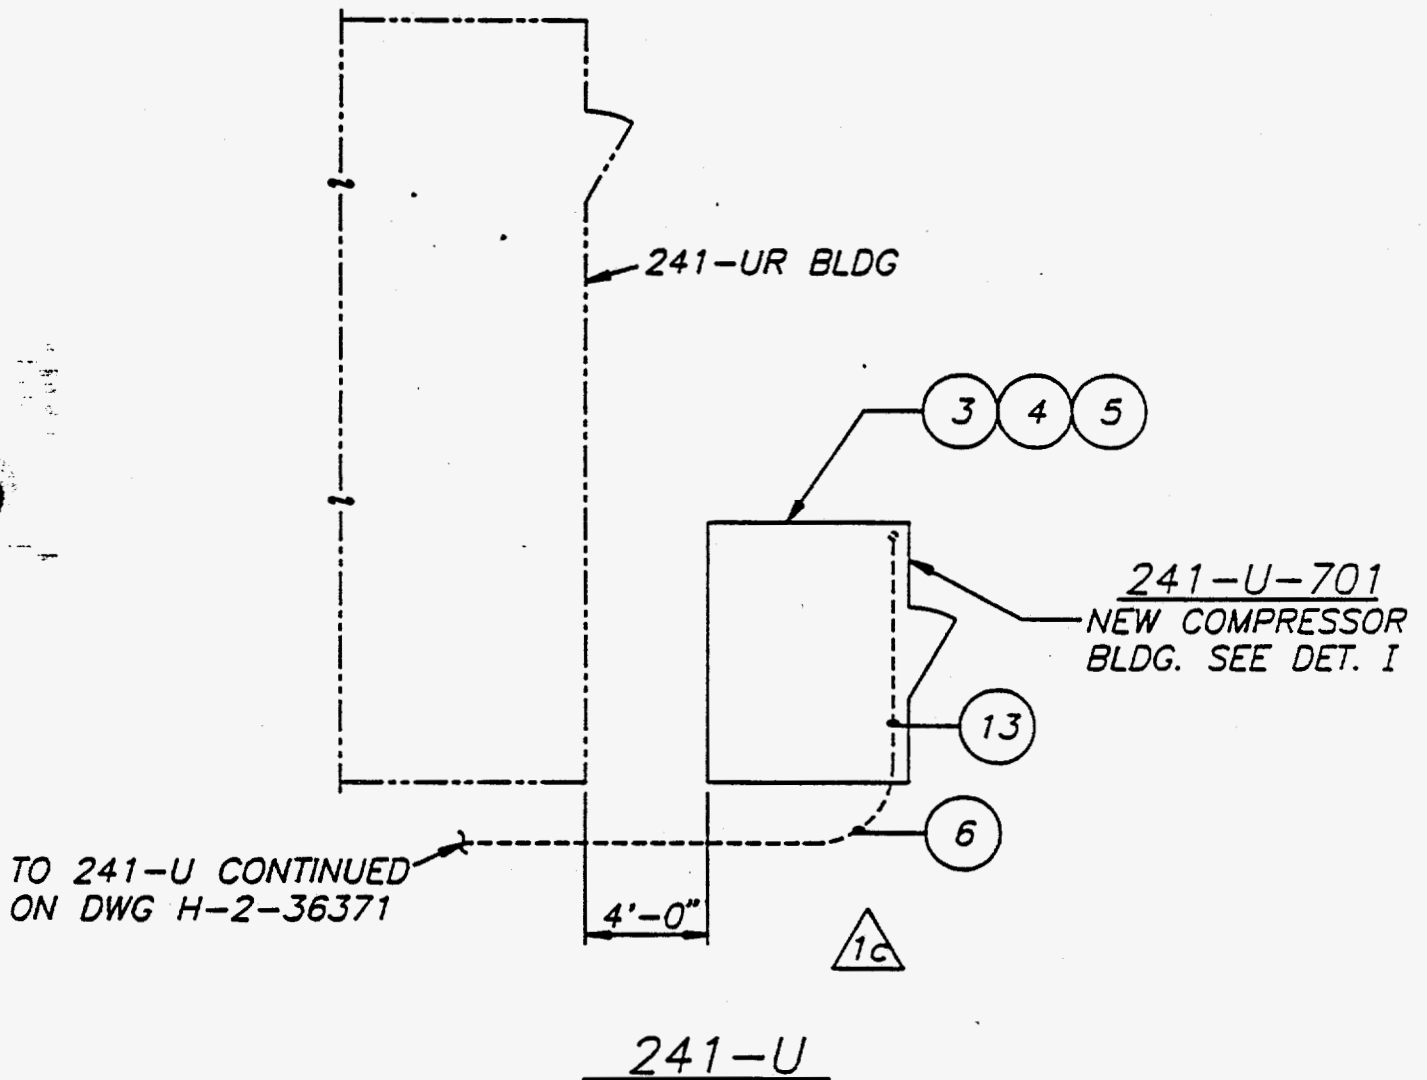 241-UR BLDG
3 4 5
241-U-701
NEW COMPRESSOR
BLDG. SEE DET. I
13
6
TO 241-U CONTINUED
ON DWG H-2-36371
4'-0"
1C
241-U